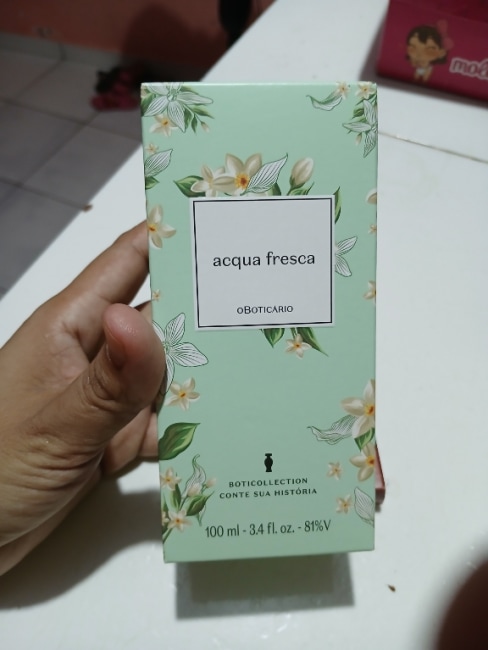 acqua fresca
OBOTICÁRIO
BOTICOLLECTION
CONTE SUA HISTÓRIA
100 ml - 3.4 fl. oz. - 81%V